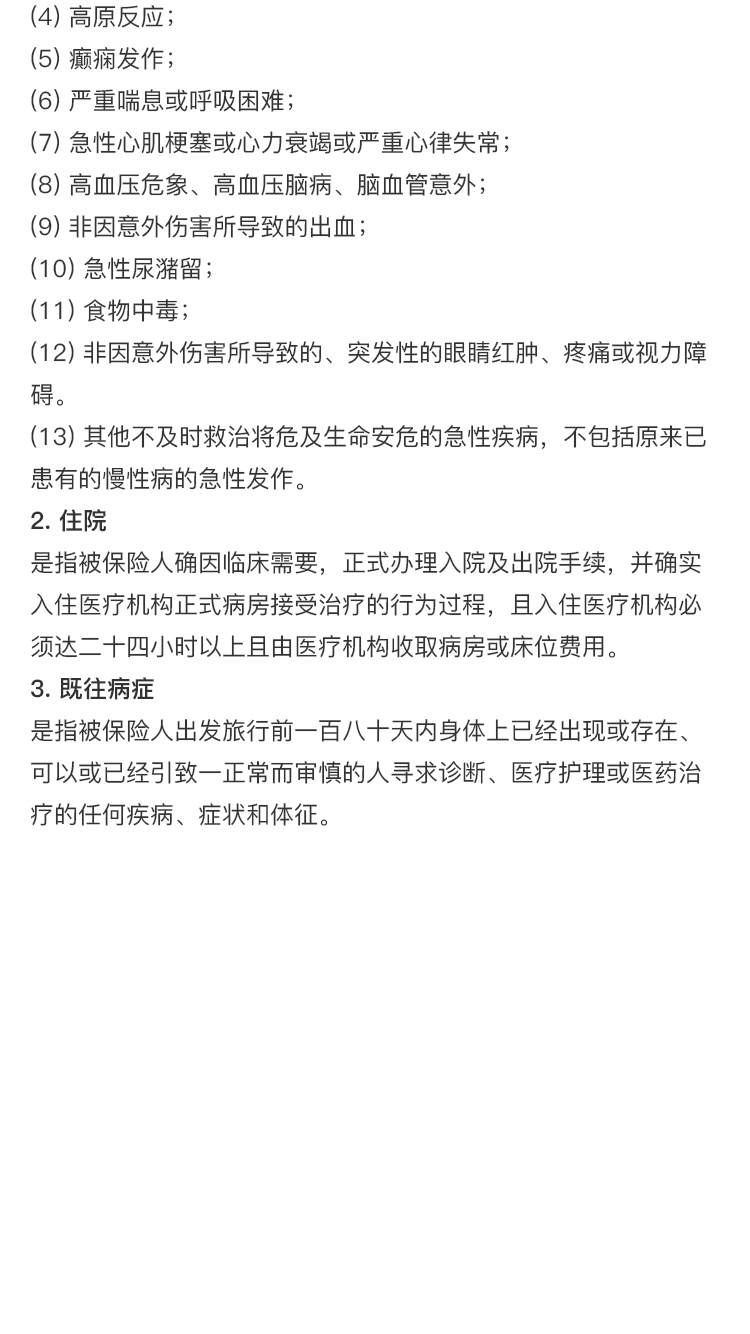 (4) 高原反应；
(5) 癫痫发作；
(6) 严重喘息或呼吸困难；
(7) 急性心肌梗塞或心力衰竭或严重心律失常；
(8) 高血压危象、高血压脑病、脑血管意外；
(9) 非因意外伤害所导致的出血；
(10) 急性尿潴留；
(11) 食物中毒；
(12) 非因意外伤害所导致的、突发性的眼睛红肿、疼痛或视力障
碍。
(13) 其他不及时救治将危及生命安危的急性疾病，不包括原来已
患有的慢性病的急性发作。
2. 住院
是指被保险人确因临床需要，正式办理入院及出院手续，并确实
入住医疗机构正式病房接受治疗的行为过程，且入住医疗机构必
须达二十四小时以上且由医疗机构收取病房或床位费用。
3. 既往病症
是指被保险人出发旅行前一百八十天内身体上已经出现或存在、
可以或已经引致一正常而审慎的人寻求诊断、医疗护理或医药治
疗的任何疾病、症状和体征。